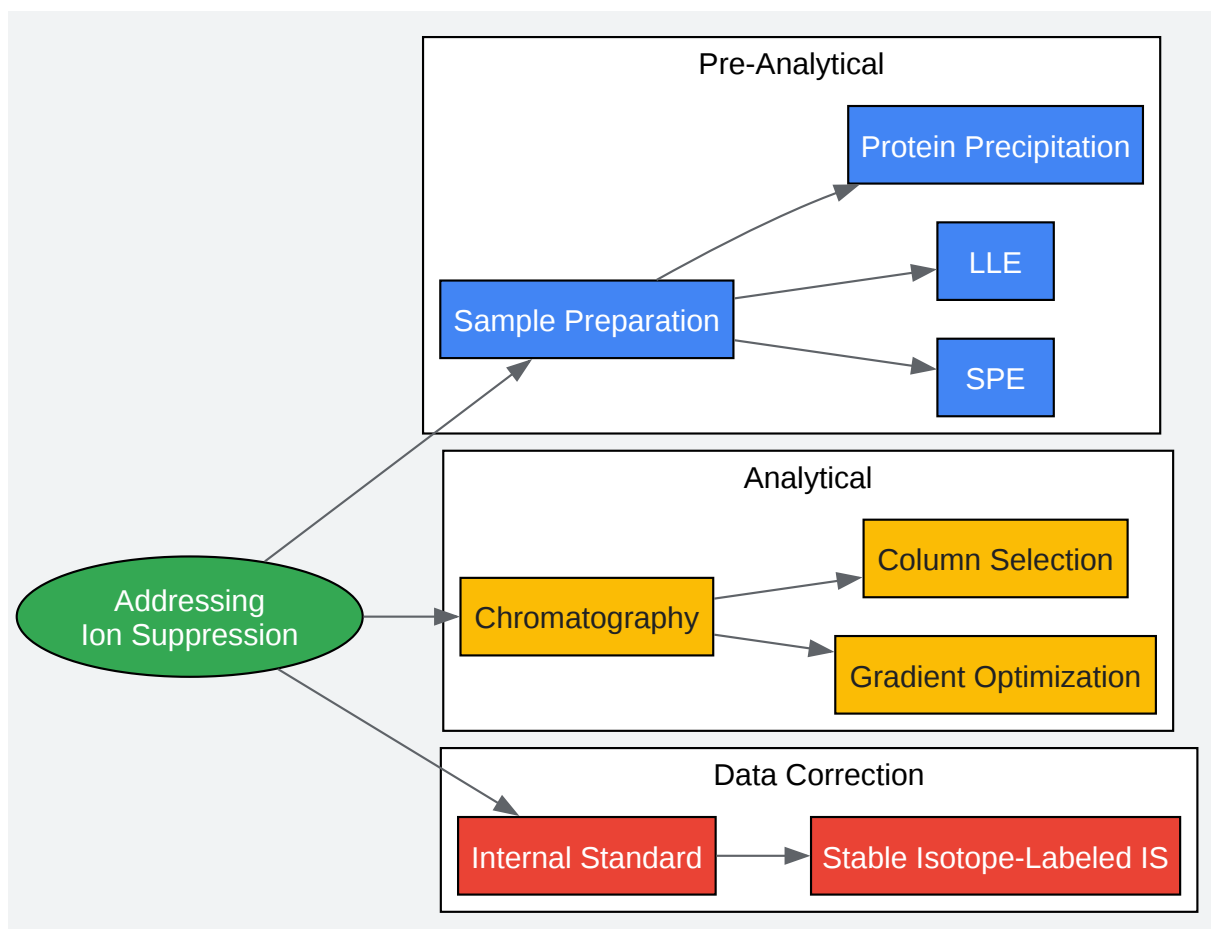 Pre-Analytical
Protein Precipitation
LLE
Sample Preparation
SPE
Analytical
Column Selection
Addressing
Ion Suppression
Chromatography
Gradient Optimization
Data Correction
Internal Standard
Stable Isotope-Labeled IS